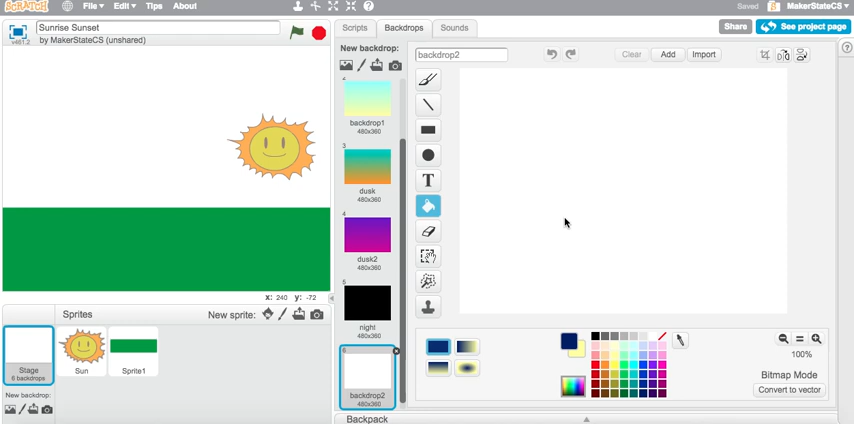 SCRATCH File▾ Edit▾ Tips About Saved MakerStateCS▾
v461.2 Sunrise Sunset
by MakerStateCS (unshared)
Scripts Backdrops Sounds Share See project page
New backdrop: backdrop2 Clear Add Import
backdrop1
480x360
3
dusk
480x360
4
dusk2
480x360
5
night
480x360
6
backdrop2
480x360
T
X: 240 y: -72
Sprites New sprite:
Stage
6 backdrops
Sun Sprite1
New backdrop:
100%
Bitmap Mode
Convert to vector
Backpack